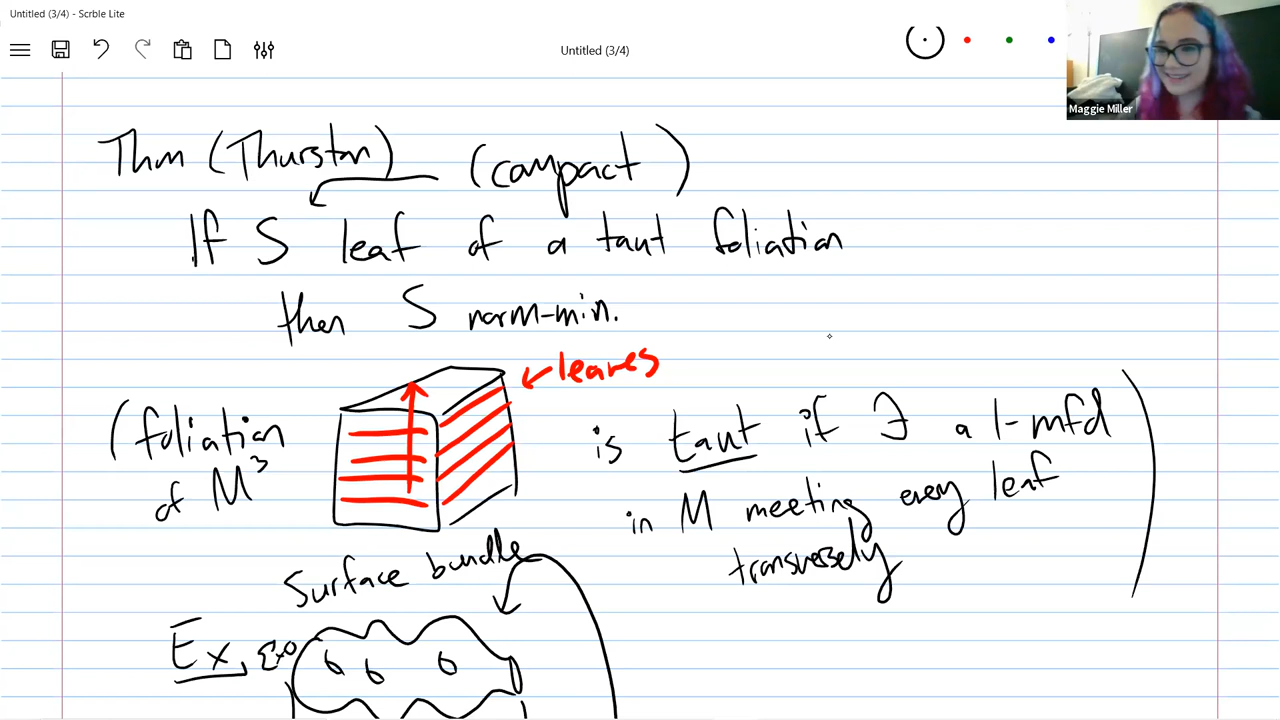 Untitled (3/4) - Scrble Lite
Untitled (3/4)
Maggie Miller
Thm (Thurston) (compact)
If S leaf of a taut foliation
then S norm-min.
leaves
(foliation of M³ is taut if ∃ a 1-mfd
in M meeting every leaf
transversely)
Surface bundle
Ex,